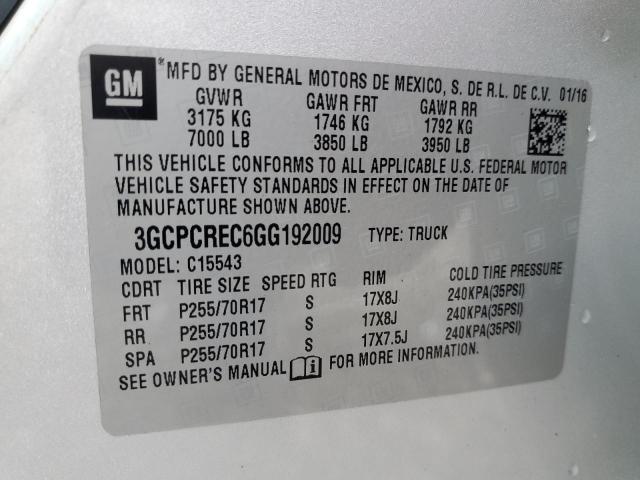 GM
*MFD BY GENERAL MOTORS DE MEXICO, S. DE R.L. DE C.V. 01/16
GVWR GAWR FRT GAWR RR
3175 KG 1746 KG 1792 KG
7000 LB 3850 LB 3950 LB
THIS VEHICLE CONFORMS TO ALL APPLICABLE U.S. FEDERAL MOTOR
VEHICLE SAFETY STANDARDS IN EFFECT ON THE DATE OF
MANUFACTURE SHOWN ABOVE.
3GCPCREC6GG192009 TYPE: TRUCK
MODEL: C15543
CDRT TIRE SIZE SPEED RTG RIM COLD TIRE PRESSURE
FRT P255/70R17 S 17X8J 240KPA(35PSI)
RR P255/70R17 S 17X8J 240KPA(35PSI)
SPA P255/70R17 S 17X7.5J 240KPA(35PSI)
SEE OWNER'S MANUAL i FOR MORE INFORMATION.